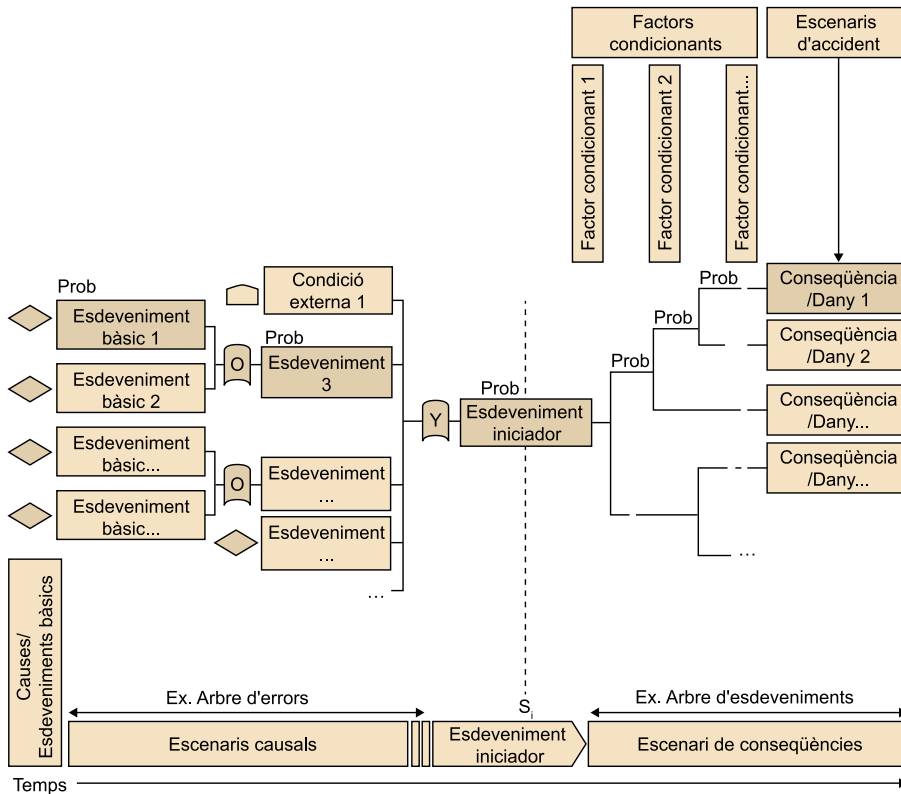 Factors
condicionants
Escenaris
d'accident
Factor condicionant 1
Factor condicionant 2
Factor condicionant...
Prob
Condició
externa 1
Prob
Conseqüència
/Dany 1
Esdeveniment
bàsic 1
Prob
Prob
Conseqüència
/Dany 2
O
Esdeveniment
3
Prob
Esdeveniment
bàsic 2
Prob
Conseqüència
/Dany...
Y
Esdeveniment
iniciador
Esdeveniment
bàsic...
Conseqüència
/Dany...
O
Esdeveniment
...
Esdeveniment
bàsic...
Esdeveniment
...
...
...
Causes/
Esdeveniments bàsics
Ex. Arbre d'errors
Si
Ex. Arbre d'esdeveniments
Escenaris causals
Esdeveniment
iniciador
Escenari de conseqüències
Temps